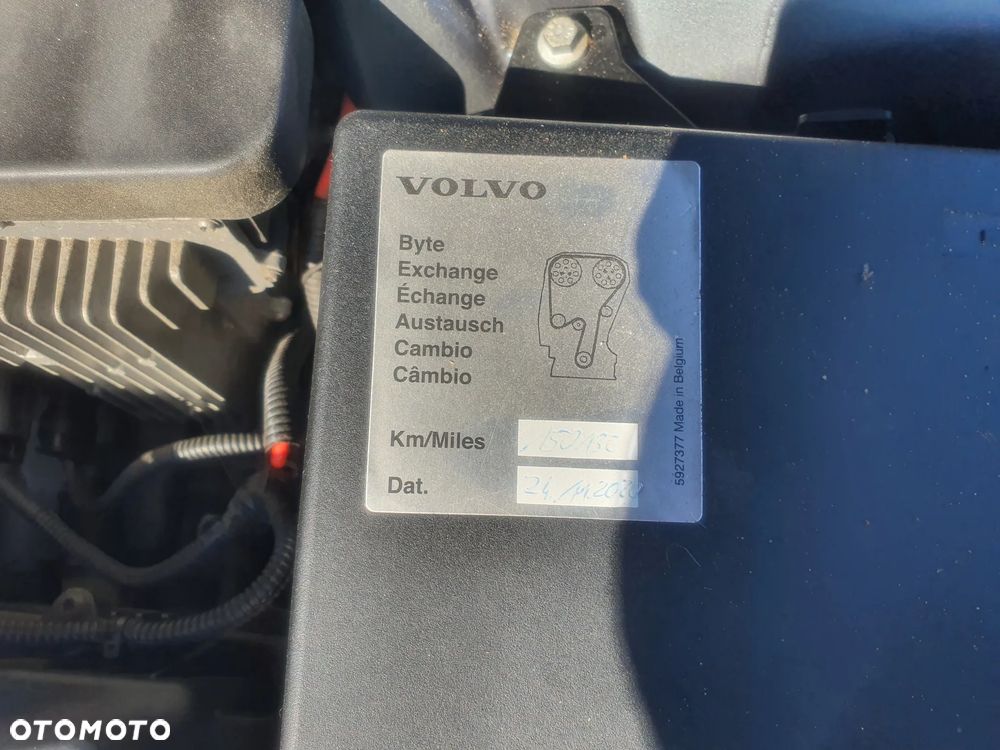 VOLVO
Byte
Exchange
Échange
Austausch
Cambio
Câmbio
Km/Miles
Dat.
5927377 Made in Belgium
OTOMOTO